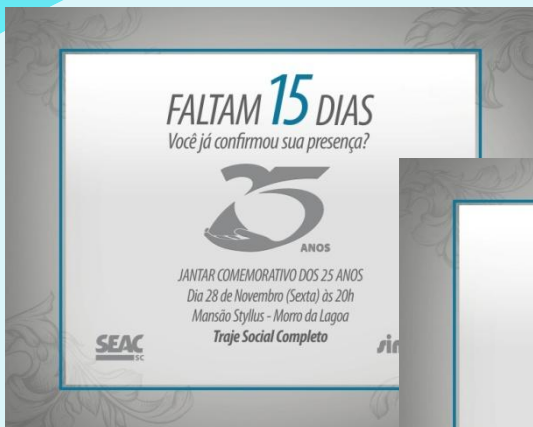 FALTAM 15 DIAS
Você já confirmou sua presença?
25
ANOS
JANTAR COMEMORATIVO DOS 25 ANOS
Dia 28 de Novembro (Sexta) às 20h
Mansão Styllus - Morro da Lagoa
Traje Social Completo
SEAC
SC